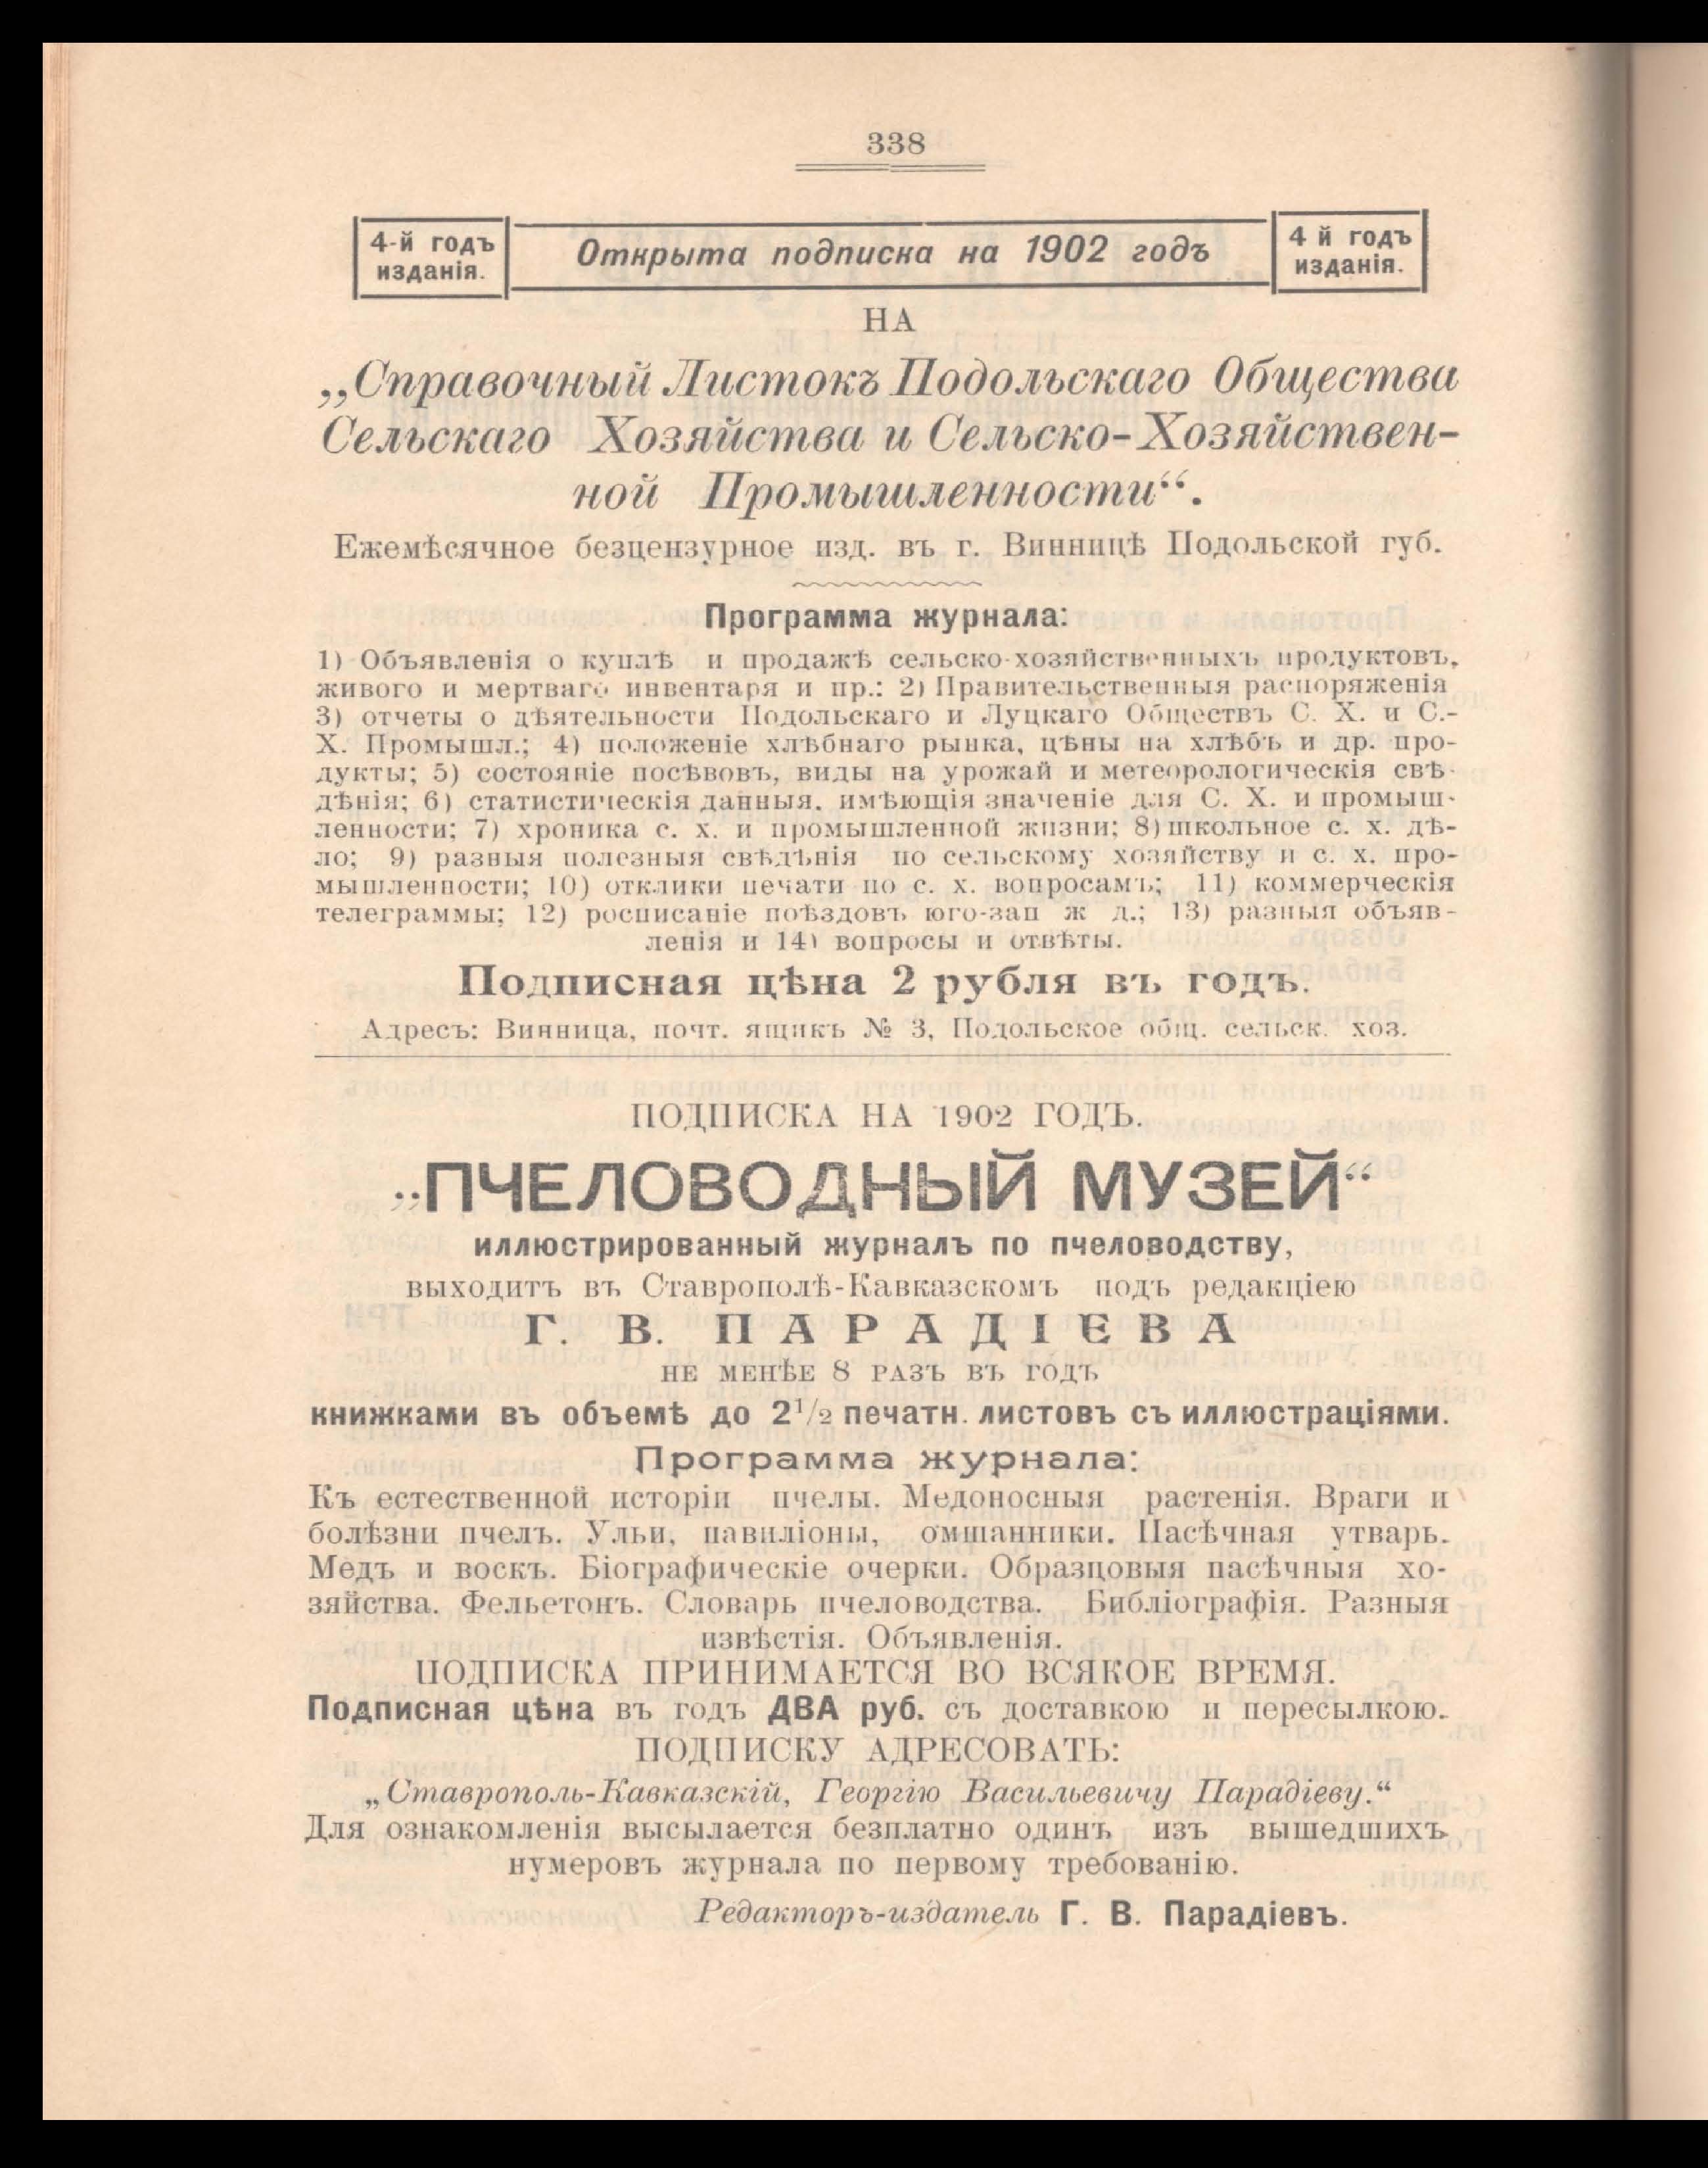 338
4-й годъ
изданія.
Открыта подписка на 1902 годъ
4 й годъ
изданія.
НА
„Справочный Листокъ Подольскаго Общества
Сельскаго Хозяйства и Сельско-Хозяйствен-
ной Промышленности“.
Ежемѣсячное безцензурное изд. въ г. Винницѣ Подольской губ.
Программа журнала:
1) Объявленія о куплѣ и продажѣ сельско-хозяйственныхъ продуктовъ,
живого и мертваго инвентаря и пр.: 2) Правительственныя распоряженія
3) отчеты о дѣятельности Подольскаго и Луцкаго Обществъ С. Х. и С.-
Х. Промышл.; 4) положеніе хлѣбнаго рынка, цѣны на хлѣбъ и др. про-
дукты; 5) состояніе посѣвовъ, виды на урожай и метеорологическія свѣ-
дѣнія; 6) статистическія данныя, имѣющія значеніе для С. Х. и промыш-
ленности; 7) хроника с. х. и промышленной жизни; 8) школьное с. х. дѣ-
ло; 9) разныя полезныя свѣдѣнія по сельскому хозяйству и с. х. про-
мышленности; 10) отклики печати по с. х. вопросамъ; 11) коммерческія
телеграммы; 12) росписаніе поѣздовъ юго-зап ж д.; 13) разныя объяв-
ленія и 14) вопросы и отвѣты.
Подписная цѣна 2 рубля въ годъ.
Адресъ: Винница, почт. ящикъ № 3, Подольское общ. сельск. хоз.
ПОДПИСКА НА 1902 ГОДЪ.
„ПЧЕЛОВОДНЫЙ МУЗЕЙ“
иллюстрированный журналъ по пчеловодству,
выходитъ въ Ставрополѣ-Кавказскомъ подъ редакціею
Г. В. ПАРАДІЕВА
НЕ МЕНѢЕ 8 РАЗЪ ВЪ ГОДЪ
книжками въ объемѣ до 2¹/₂ печатн. листовъ съ иллюстраціями.
Программа журнала:
Къ естественной исторіи пчелы. Медоносныя растенія. Враги и
болѣзни пчелъ. Ульи, павиліоны, омшанники. Пасѣчная утварь.
Медъ и воскъ. Біографическіе очерки. Образцовыя пасѣчныя хо-
зяйства. Фельетонъ. Словарь пчеловодства. Библіографія. Разныя
извѣстія. Объявленія.
ПОДПИСКА ПРИНИМАЕТСЯ ВО ВСЯКОЕ ВРЕМЯ.
Подписная цѣна въ годъ ДВА руб. съ доставкою и пересылкою.
ПОДПИСКУ АДРЕСОВАТЬ:
„Ставрополь-Кавказскій, Георгію Васильевичу Парадіеву.“
Для ознакомленія высылается безплатно одинъ изъ вышедшихъ
нумеровъ журнала по первому требованію.
Редакторъ-издатель Г. В. Парадіевъ.